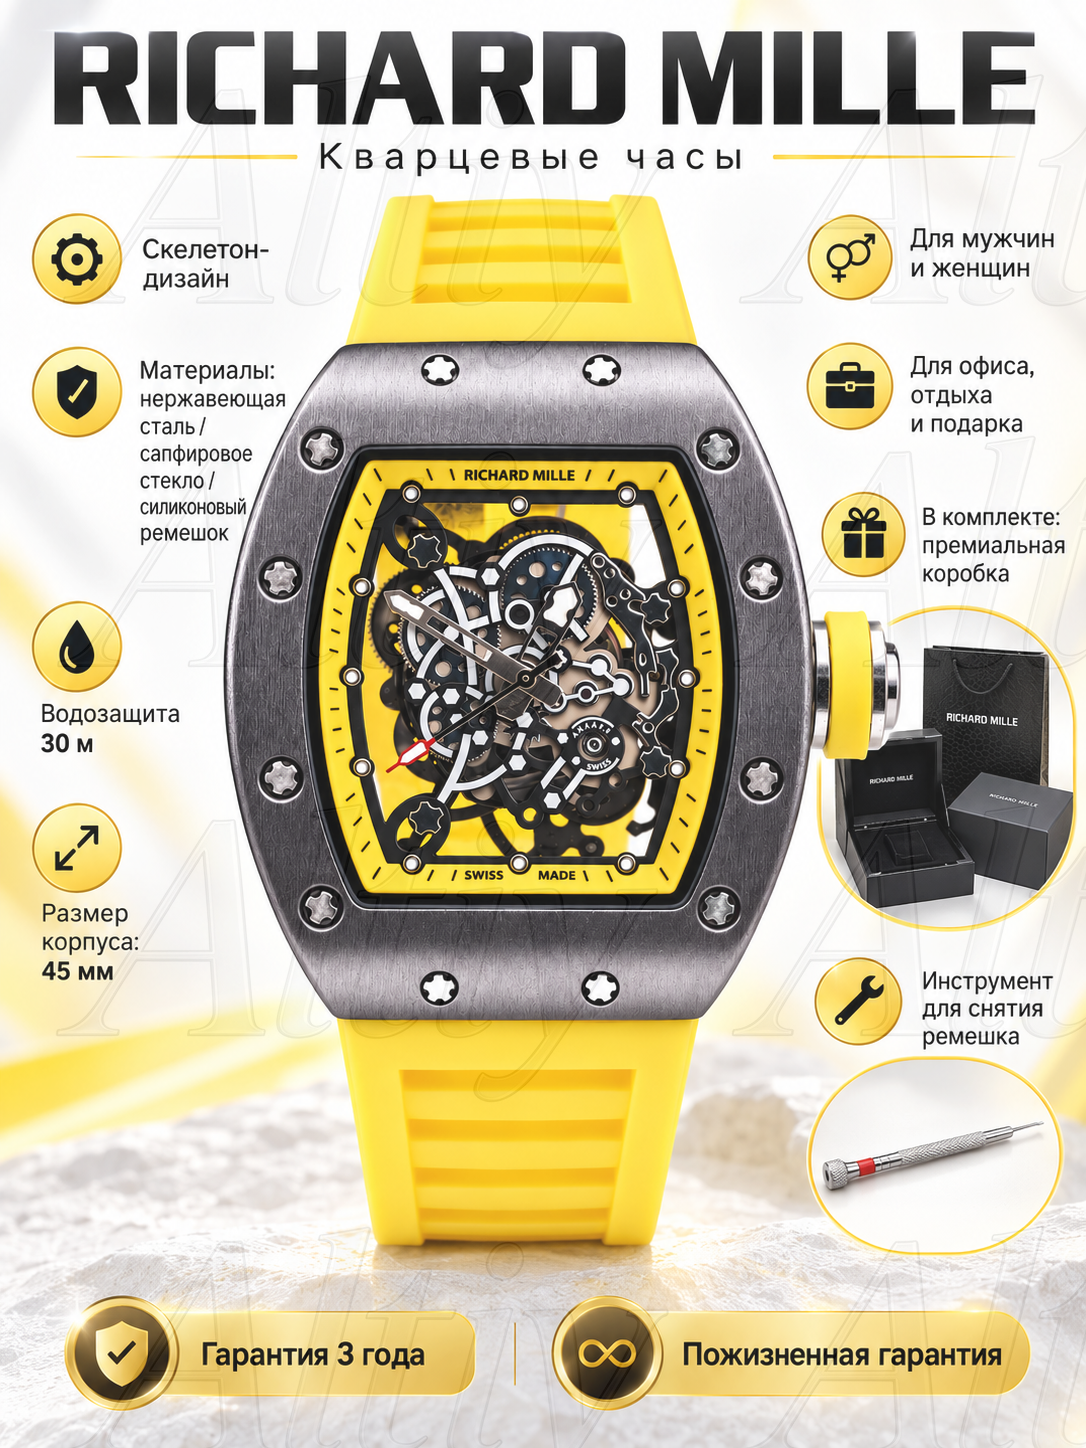 RICHARD MILLE
Кварцевые часы
Скелетон-
дизайн
Материалы:
нержавеющая
сталь /
сапфировое
стекло /
силиконовый
ремешок
Водозащита
30 м
Размер
корпуса:
45 мм
RICHARD MILLE
SWISS
SWISS MADE
Для мужчин
и женщин
Для офиса,
отдыха
и подарка
В комплекте:
премиальная
коробка
RICHARD MILLE
RICHARD MILLE
RICHARD MILLE
Инструмент
для снятия
ремешка
Гарантия 3 года
Пожизненная гарантия